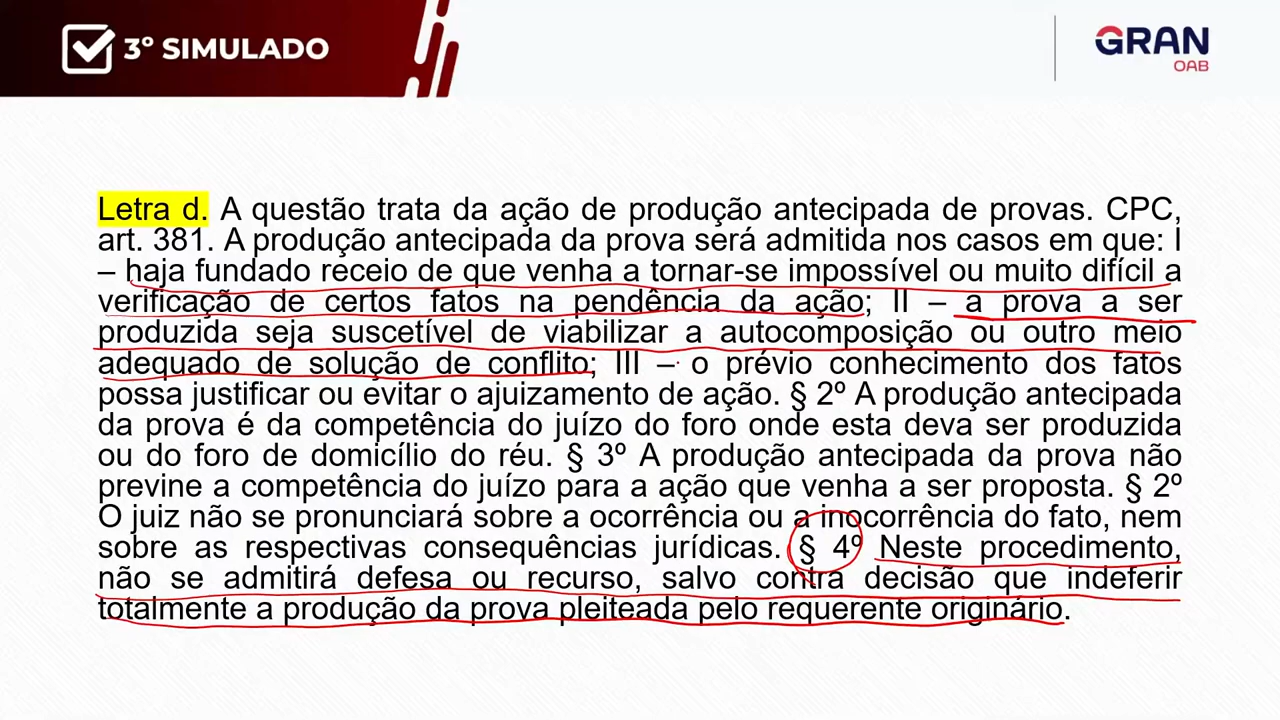 3º SIMULADO
GRAN
OAB
Letra d. A questão trata da ação de produção antecipada de provas. CPC,
art. 381. A produção antecipada da prova será admitida nos casos em que: I
– haja fundado receio de que venha a tornar-se impossível ou muito difícil a
verificação de certos fatos na pendência da ação; II – a prova a ser
produzida seja suscetível de viabilizar a autocomposição ou outro meio
adequado de solução de conflito; III – o prévio conhecimento dos fatos
possa justificar ou evitar o ajuizamento de ação. § 2º A produção antecipada
da prova é da competência do juízo do foro onde esta deva ser produzida
ou do foro de domicílio do réu. § 3º A produção antecipada da prova não
previne a competência do juízo para a ação que venha a ser proposta. § 2º
O juiz não se pronunciará sobre a ocorrência ou a inocorrência do fato, nem
sobre as respectivas consequências jurídicas. § 4º Neste procedimento,
não se admitirá defesa ou recurso, salvo contra decisão que indeferir
totalmente a produção da prova pleiteada pelo requerente originário.